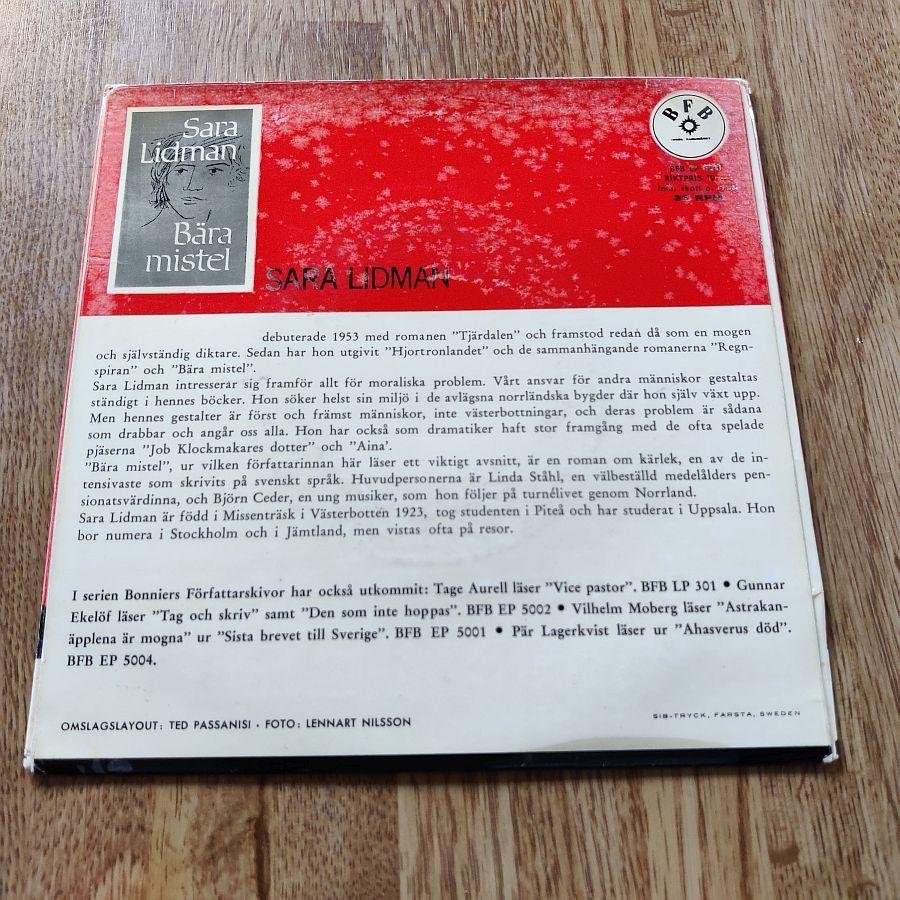 Sara
Lidman
Bära
mistel
BFB
RIKTPRIS
inkl. skatt o.
SARA LIDMAN
debuterade 1953 med romanen "Tjärdalen" och framstod redan då som en mogen
och självständig diktare. Sedan har hon utgivit "Hjortronlandet" och de sammanhängande romanerna "Regn-
spiran" och "Bära mistel".
Sara Lidman intresserar sig framför allt för moraliska problem. Vårt ansvar för andra människor gestaltas
ständigt i hennes böcker. Hon söker helst sin miljö i de avlägsna norrländska bygder där hon själv växt upp.
Men hennes gestalter är först och främst människor, inte västerbottningar, och deras problem är sådana
som drabbar och angår oss alla. Hon har också som dramatiker haft stor framgång med de ofta spelade
pjäserna "Job Klockmakares dotter" och "Aina'.
"Bära mistel", ur vilken författarinnan här läser ett viktigt avsnitt, är en roman om kärlek, en av de in-
tensivaste som skrivits på svenskt språk. Huvudpersonerna är Linda Ståhl, en välbeställd medelålders pen-
sionatsvärdinna, och Björn Ceder, en ung musiker, som hon följer på turnélivet genom Norrland.
Sara Lidman är född i Missenträsk i Västerbotten 1923, tog studenten i Piteå och har studerat i Uppsala. Hon
bor numera i Stockholm och i Jämtland, men vistas ofta på resor.
I serien Bonniers Författarskivor har också utkommit: Tage Aurell läser "Vice pastor". BFB LP 301 • Gunnar
Ekelöf läser "Tag och skriv" samt "Den som inte hoppas". BFB EP 5002 • Vilhelm Moberg läser "Astrakan-
äpplena är mogna" ur "Sista brevet till Sverige". BFB EP 5001 • Pär Lagerkvist läser ur "Ahasverus död".
BFB EP 5004.
OMSLAGSLAYOUT: TED PASSANISI • FOTO: LENNART NILSSON
SIB-TRYCK, FARSTA, SWEDEN